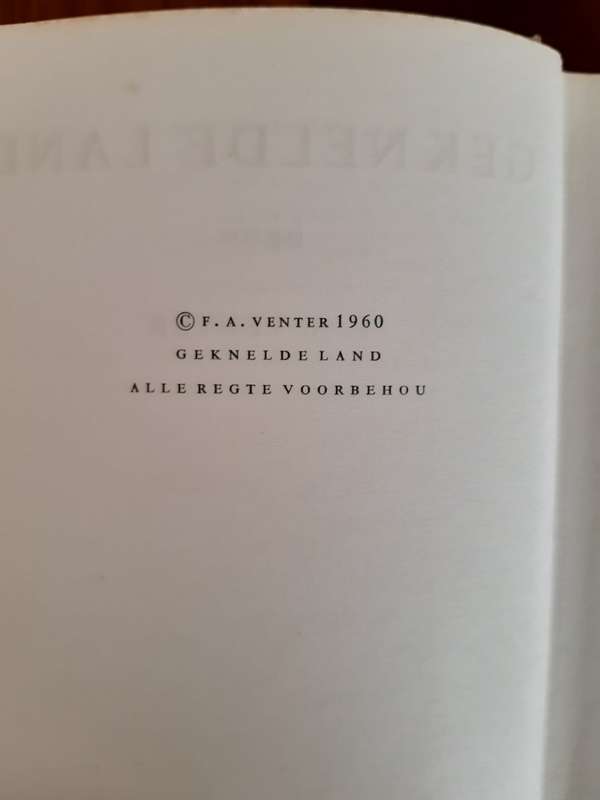 © F. A. VENTER 1960
GEKNELDE LAND
ALLE REGTE VOORBEHOU